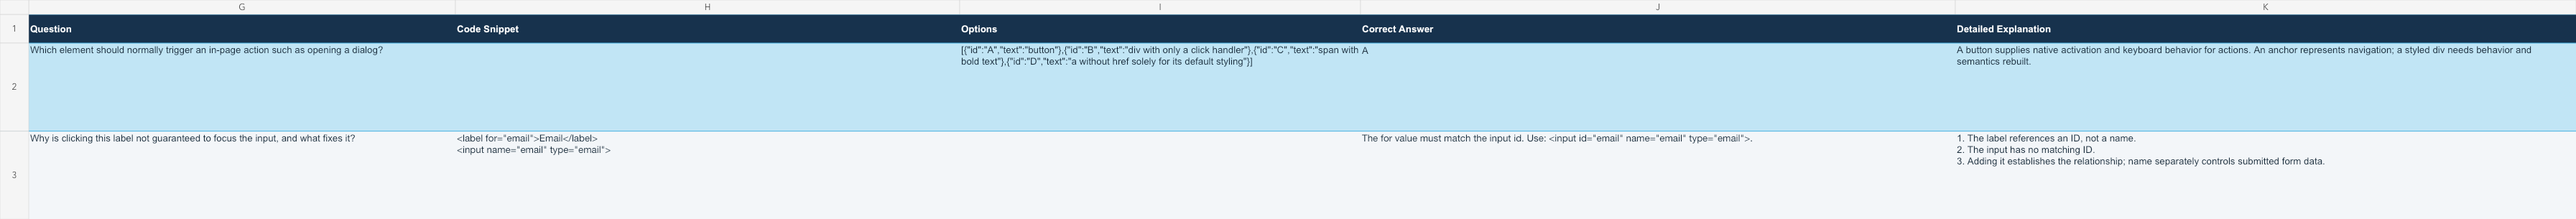 G H I J K
1 Question Code Snippet Options Correct Answer Detailed Explanation
2
Which element should normally trigger an in-page action such as opening a dialog?
[{"id":"A","text":"button"},{"id":"B","text":"div with only a click handler"},{"id":"C","text":"span with
bold text"},{"id":"D","text":"a without href solely for its default styling"}]
A
A button supplies native activation and keyboard behavior for actions. An anchor represents navigation; a styled div needs behavior and
semantics rebuilt.
3
Why is clicking this label not guaranteed to focus the input, and what fixes it?
<label for="email">Email</label>
<input name="email" type="email">
The for value must match the input id. Use: <input id="email" name="email" type="email">.
1. The label references an ID, not a name.
2. The input has no matching ID.
3. Adding it establishes the relationship; name separately controls submitted form data.